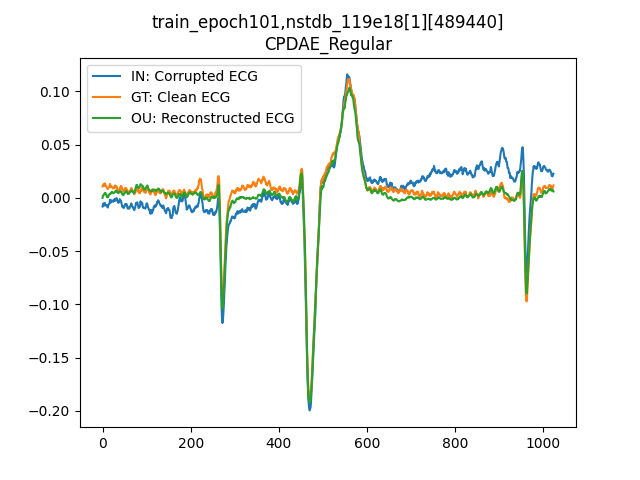 train_epoch101,nstdb_119e18[1][489440]
CPDAE_Regular
IN: Corrupted ECG
GT: Clean ECG
OU: Reconstructed ECG
0.10
0.05
0.00
−0.05
−0.10
−0.15
−0.20
0 200 400 600 800 1000